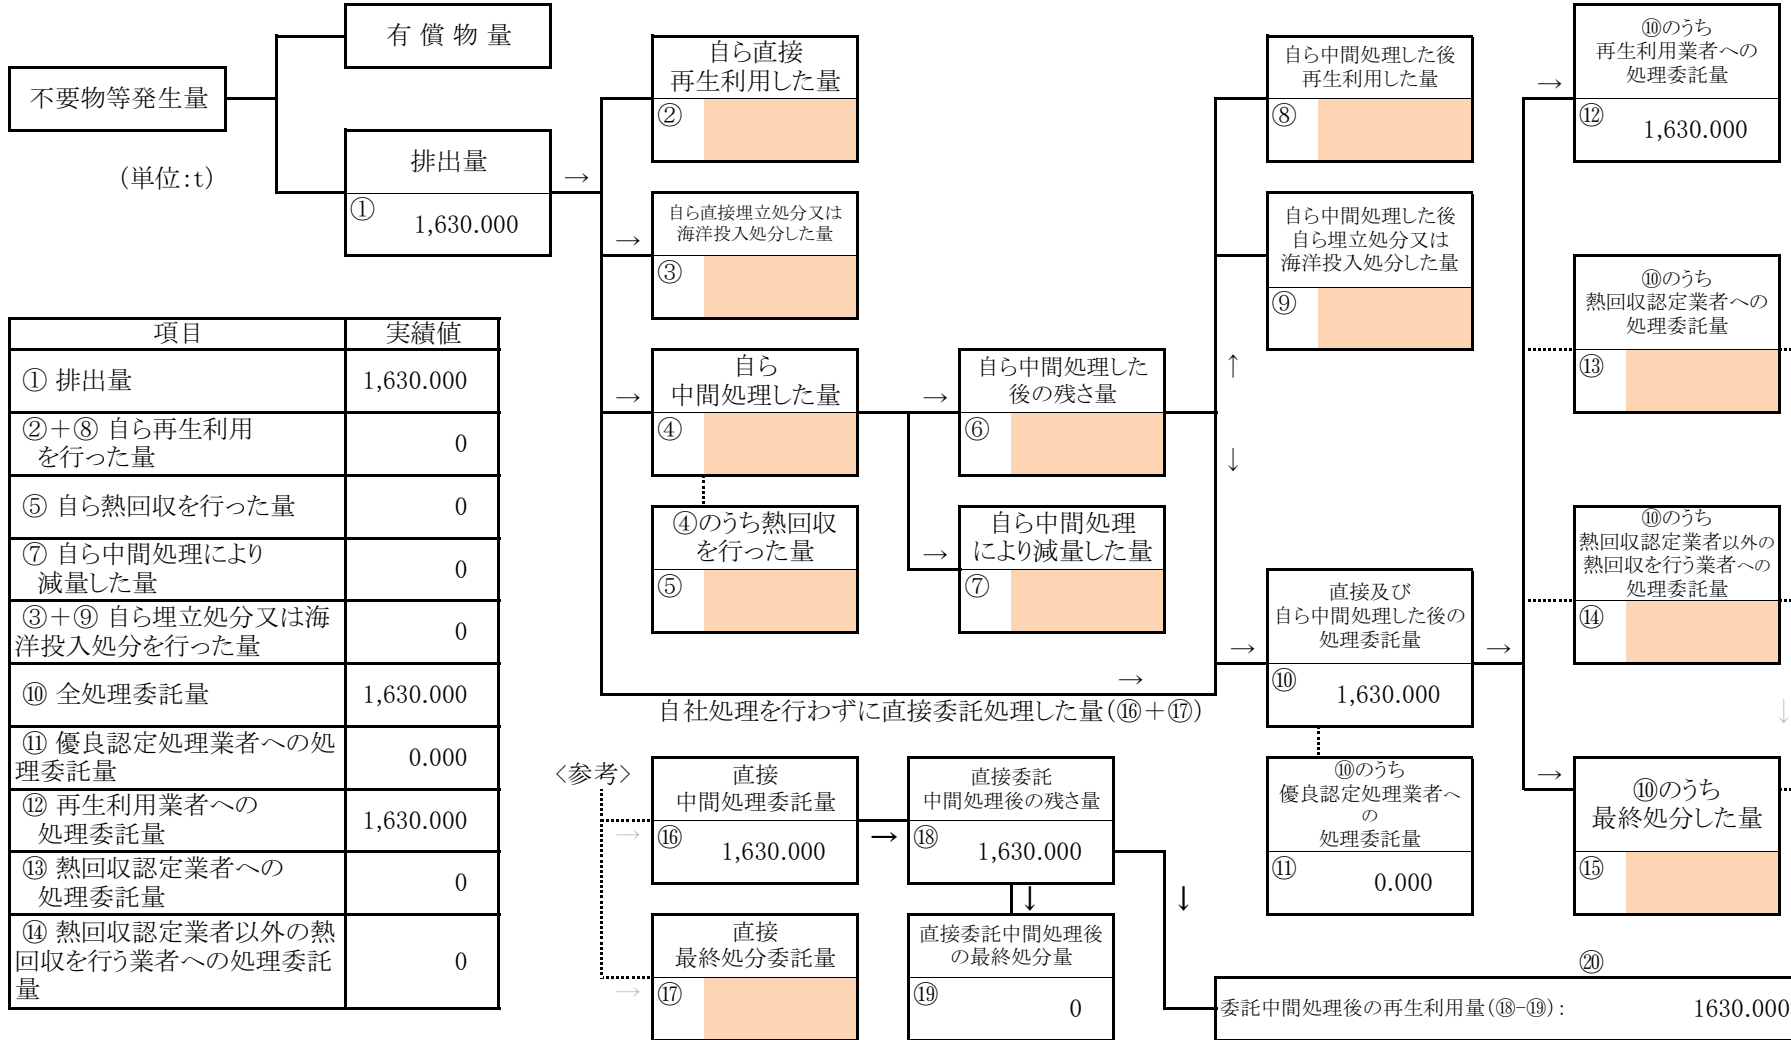 不要物等発生量
(単位:t)
有 償 物 量
排出量
① 1,630.000
→
自ら直接
再生利用した量
②
→
自ら直接埋立処分又は
海洋投入処分した量
③
→
自ら
中間処理した量
④
④のうち熱回収
を行った量
⑤
→
自ら中間処理した
後の残さ量
⑥
→
自ら中間処理
により減量した量
⑦
↑
↓
自ら中間処理した後
再生利用した量
⑧
自ら中間処理した後
自ら埋立処分又は
海洋投入処分した量
⑨
→
自社処理を行わずに直接委託処理した量(⑯+⑰)
→
直接及び
自ら中間処理した後の
処理委託量
⑩ 1,630.000
→
⑩のうち
優良認定処理業者へ
の
処理委託量
⑪ 0.000
→
⑩のうち
再生利用業者への
処理委託量
⑫ 1,630.000
⑩のうち
熱回収認定業者への
処理委託量
⑬
⑩のうち
熱回収認定業者以外の
熱回収を行う業者への
処理委託量
⑭
↓
→
⑩のうち
最終処分した量
⑮
項目 実績値
① 排出量 1,630.000
②+⑧ 自ら再生利用
を行った量 0
⑤ 自ら熱回収を行った量 0
⑦ 自ら中間処理により
減量した量 0
③+⑨ 自ら埋立処分又は海
洋投入処分を行った量 0
⑩ 全処理委託量 1,630.000
⑪ 優良認定処理業者への処
理委託量 0.000
⑫ 再生利用業者への
処理委託量 1,630.000
⑬ 熱回収認定業者への
処理委託量 0
⑭ 熱回収認定業者以外の熱
回収を行う業者への処理委託
量 0
<参考>
→
直接
中間処理委託量
⑯ 1,630.000
→
直接委託
中間処理後の残さ量
⑱ 1,630.000
↓
↓
→
直接
最終処分委託量
⑰
直接委託中間処理後
の最終処分量
⑲ 0
⑳
委託中間処理後の再生利用量(⑱-⑲): 1630.000